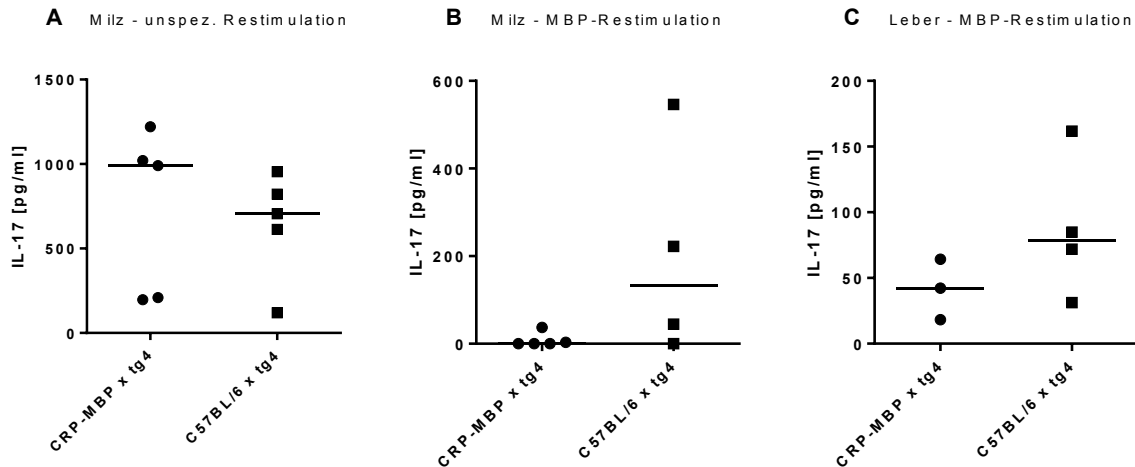 A Milz - unspez. Restimulation
IL-17 [pg/ml]
1500
1000
500
0
CRP-MBP x tg4
C57BL/6 x tg4
B Milz - MBP-Restimulation
IL-17 [pg/ml]
600
400
200
0
CRP-MBP x tg4
C57BL/6 x tg4
C Leber - MBP-Restimulation
IL-17 [pg/ml]
200
150
100
50
0
CRP-MBP x tg4
C57BL/6 x tg4